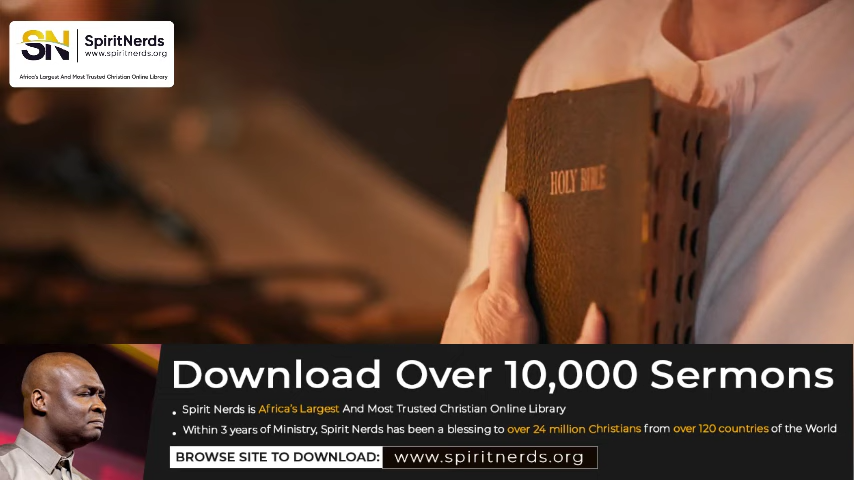 SN
SpiritNerds
www.spiritnerds.org
Africa's Largest And Most Trusted Christian Online Library
HOLY BIBLE
Download Over 10,000 Sermons
• Spirit Nerds is Africa's Largest And Most Trusted Christian Online Library
• Within 3 years of Ministry, Spirit Nerds has been a blessing to over 24 million Christians from over 120 countries of the World
BROWSE SITE TO DOWNLOAD: www.spiritnerds.org